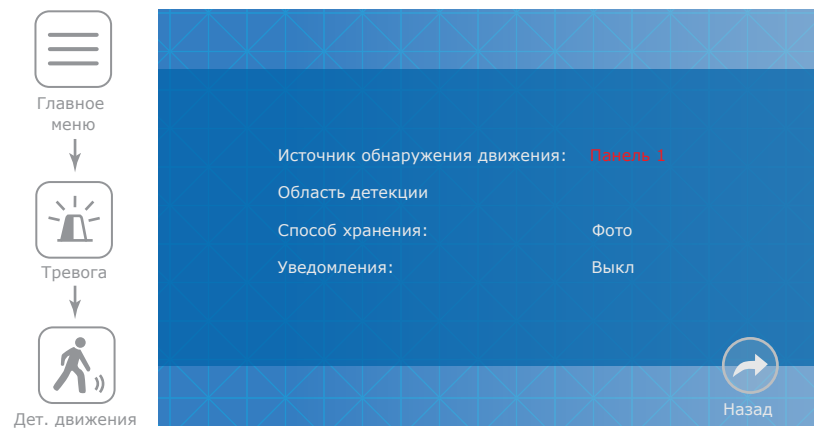 Главное
меню
Тревога
Дет. движения
Источник обнаружения движения: Панель 1
Область детекции
Способ хранения: Фото
Уведомления: Выкл
Назад